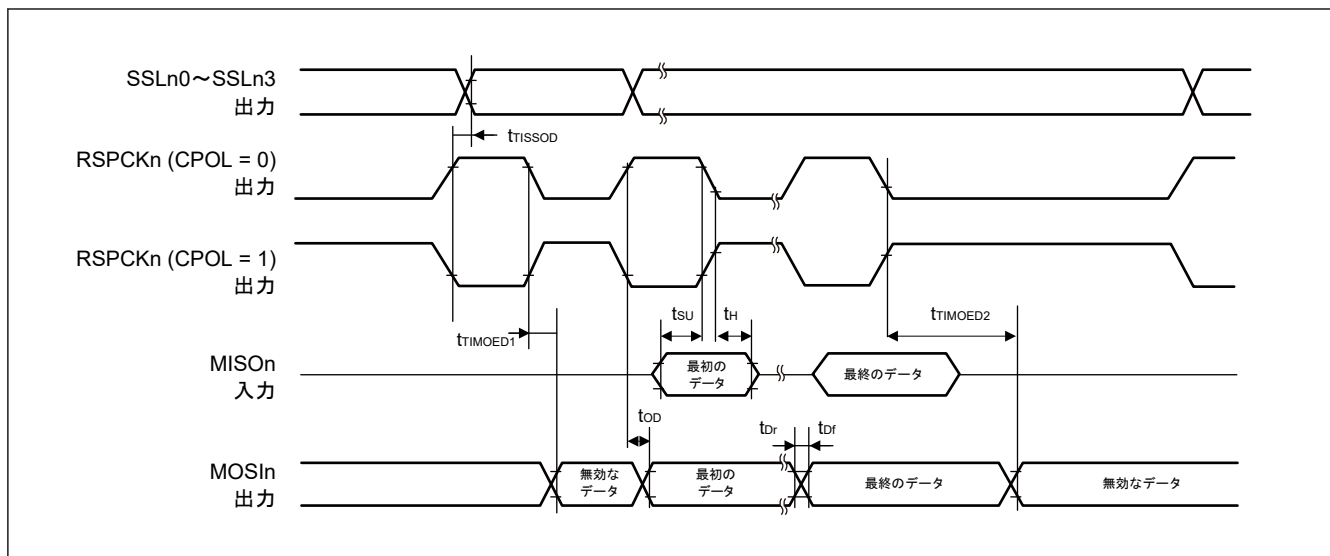 SSLn0～SSLn3
出力
tTISSOD
RSPCKn (CPOL = 0)
出力
RSPCKn (CPOL = 1)
出力
tTIMOED1
tSU
tH
tTIMOED2
MISOn
入力
最初の
データ
最終のデータ
tOD
tDr
tDf
MOSIn
出力
無効な
データ
最初の
データ
最終のデータ
無効なデータ